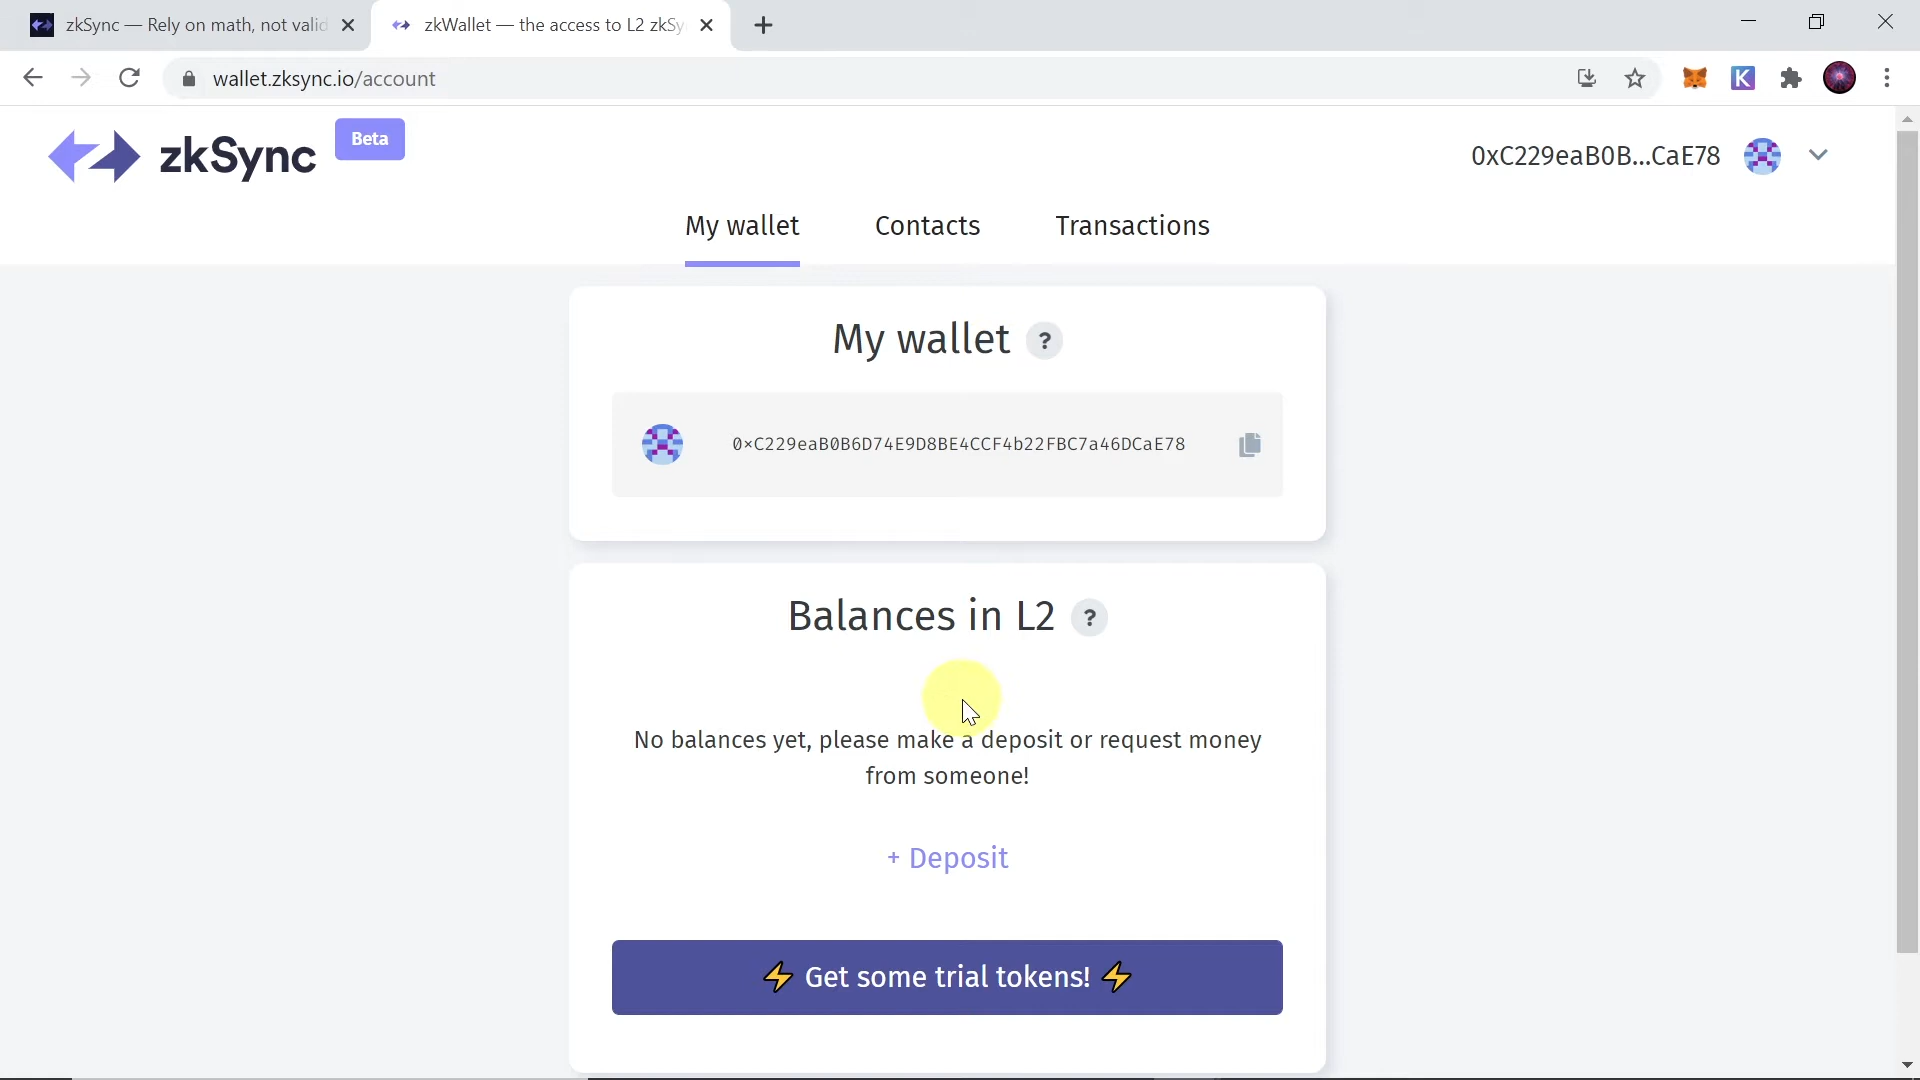 zkSync — Rely on math, not valid
zkWallet — the access to L2 zkSy
wallet.zksync.io/account
K
zkSync
Beta
0xC229eaB0B...CaE78
My wallet
Contacts
Transactions
My wallet ?
0×C229eaB0B6D74E9D8BE4CCF4b22FBC7a46DCaE78
Balances in L2 ?
No balances yet, please make a deposit or request money
from someone!
+ Deposit
⚡ Get some trial tokens! ⚡